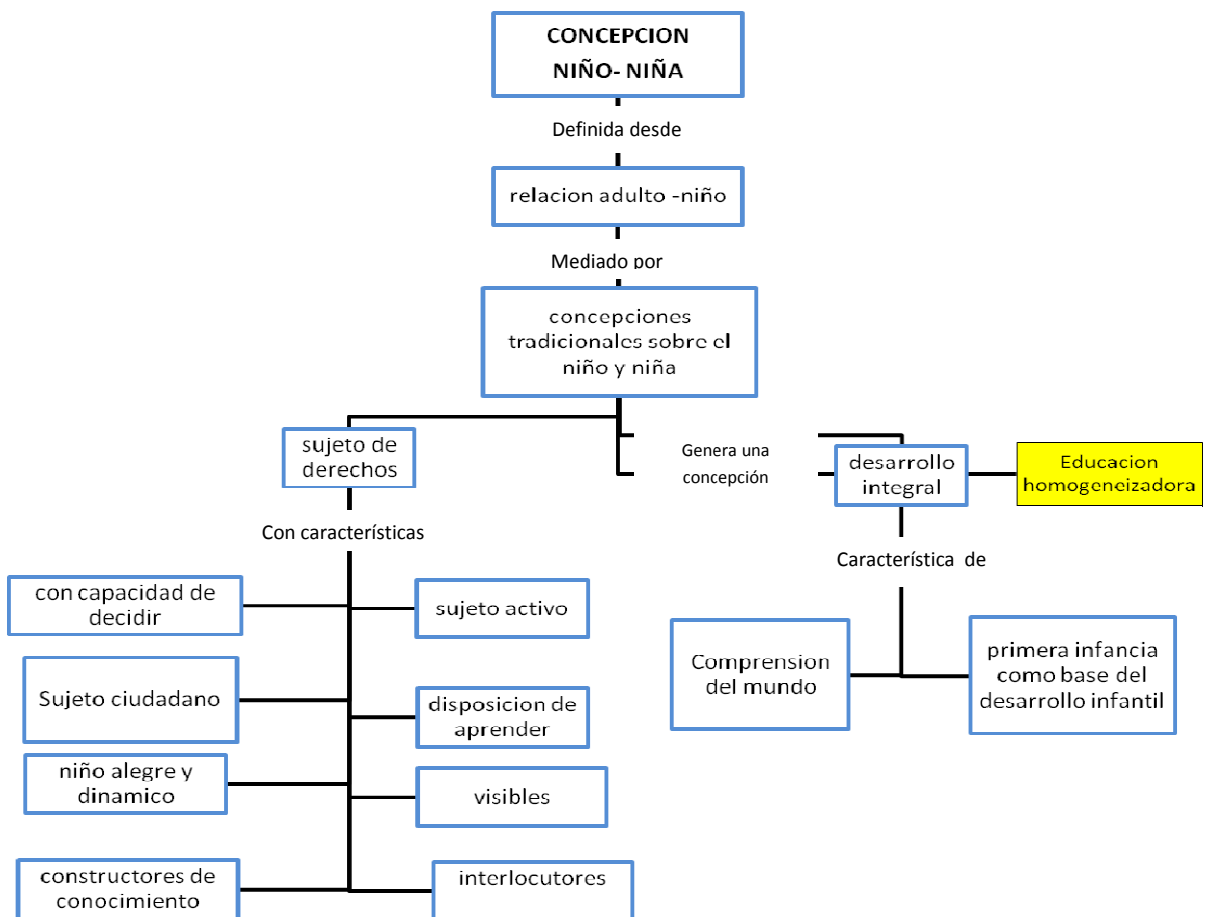 CONCEPCION
NIÑO- NIÑA
Definida desde
relacion adulto -niño
Mediado por
concepciones
tradicionales sobre el
niño y niña
sujeto de
derechos
Genera una
concepción
desarrollo
integral
Educacion
homogeneizadora
Con características
Característica  de
con capacidad de
decidir
sujeto activo
Sujeto ciudadano
disposicion de
aprender
niño alegre y
dinamico
visibles
constructores de
conocimiento
interlocutores
Comprension
del mundo
primera infancia
como base del
desarrollo infantil